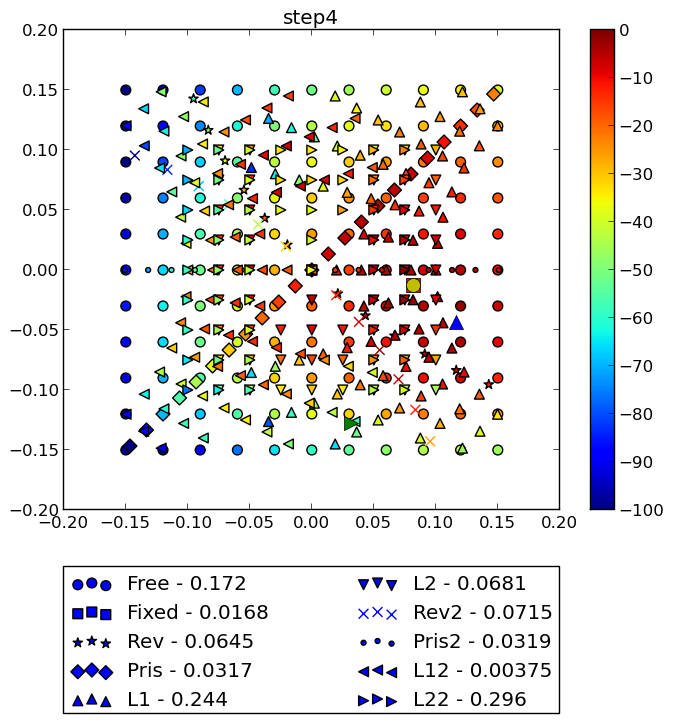 step4
0.20
0.15
0.10
0.05
0.00
−0.05
−0.10
−0.15
−0.20
−0.20 −0.15 −0.10 −0.05 0.00 0.05 0.10 0.15 0.20
0
−10
−20
−30
−40
−50
−60
−70
−80
−90
−100
Free - 0.172
Fixed - 0.0168
Rev - 0.0645
Pris - 0.0317
L1 - 0.244
L2 - 0.0681
Rev2 - 0.0715
Pris2 - 0.0319
L12 - 0.00375
L22 - 0.296